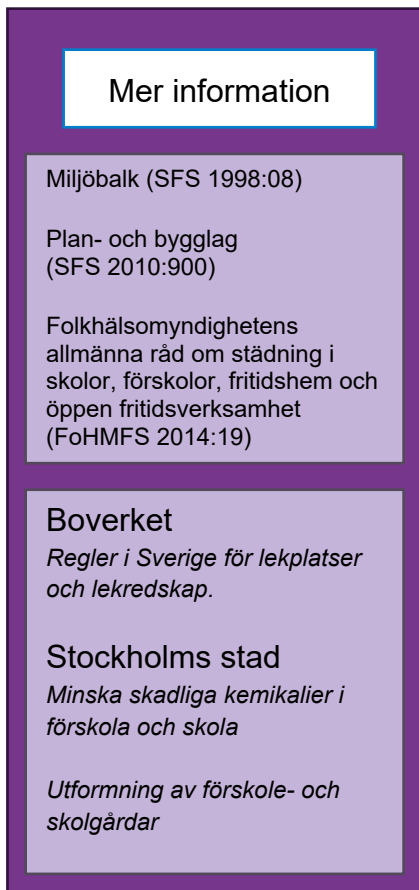 Mer information
Miljöbalk (SFS 1998:08)
Plan- och bygglag
(SFS 2010:900)
Folkhälsomyndighetens
allmänna råd om städning i
skolor, förskolor, fritidshem och
öppen fritidsverksamhet
(FoHMFS 2014:19)
Boverket
Regler i Sverige för lekplatser
och lekredskap.
Stockholms stad
Minska skadliga kemikalier i
förskola och skola
Utformning av förskole- och
skolgårdar